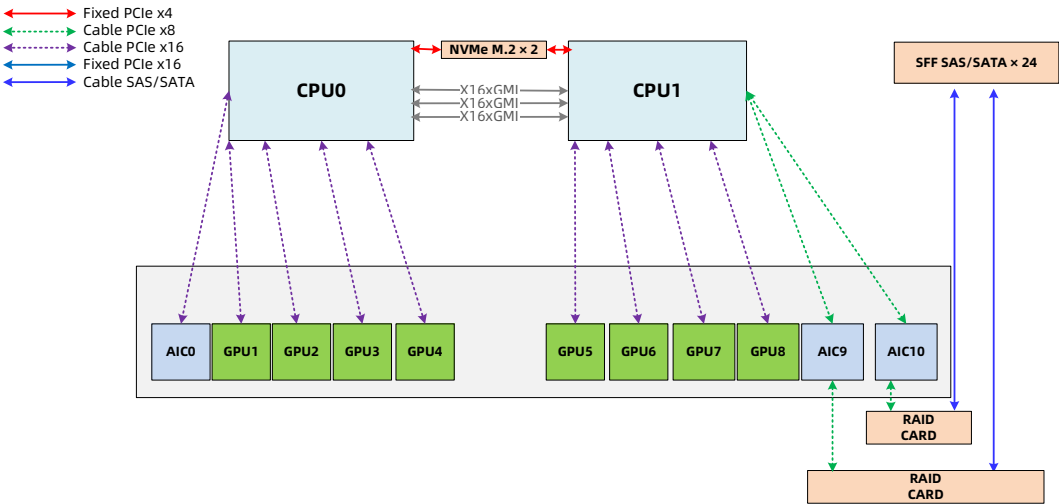 Fixed PCIe x4
Cable PCIe x8
Cable PCIe x16
Fixed PCIe x16
Cable SAS/SATA
CPU0
NVMe M.2 × 2
CPU1
SFF SAS/SATA × 24
X16xGMI
X16xGMI
X16xGMI
AIC0
GPU1
GPU2
GPU3
GPU4
GPU5
GPU6
GPU7
GPU8
AIC9
AIC10
RAID
CARD
RAID
CARD